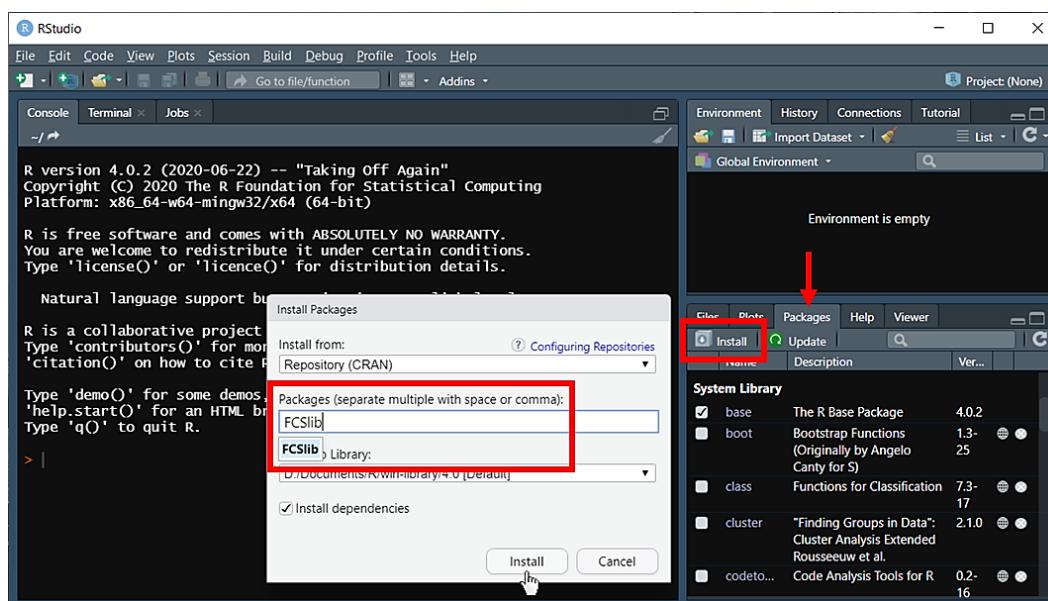 RStudio
File Edit Code View Plots Session Build Debug Profile Tools Help
Go to file/function Addins Project: (None)
Console Terminal Jobs
~/
R version 4.0.2 (2020-06-22) -- "Taking Off Again"
Copyright (C) 2020 The R Foundation for Statistical Computing
Platform: x86_64-w64-mingw32/x64 (64-bit)
R is free software and comes with ABSOLUTELY NO WARRANTY.
You are welcome to redistribute it under certain conditions.
Type 'license()' or 'licence()' for distribution details.
Natural language support
R is a collaborative project
Type 'contributors()' for
'citation()' on how to cite
Type 'demo()' for some demos,
'help.start()' for an HTML
Type 'q()' to quit R.
>
Install Packages
Install from:
? Configuring Repositories
Repository (CRAN)
Packages (separate multiple with space or comma):
FCSlib
FCSlib
Library:
D:/Documents/R/win-library/4.0 [Default]
Install dependencies
Install Cancel
Environment History Connections Tutorial
Import Dataset List
Global Environment
Environment is empty
Files Plots Packages Help Viewer
Install Update
Name Description Ver...
System Library
base The R Base Package 4.0.2
boot Bootstrap Functions 1.3-
(Originally by Angelo 25
Canty for S)
class Functions for Classification 7.3-
17
cluster "Finding Groups in Data": 2.1.0
Cluster Analysis Extended
Rousseeuw et al.
codeto... Code Analysis Tools for R 0.2-
16